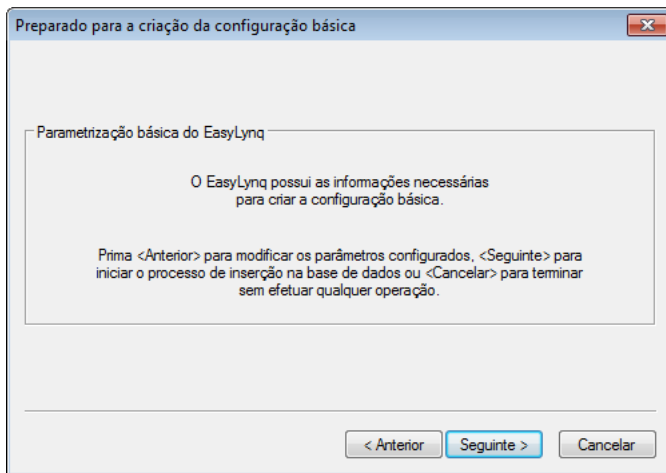 Preparado para a criação da configuração básica
Parametrização básica do EasyLynq
O EasyLynq possui as informações necessárias
para criar a configuração básica.
Prima <Anterior> para modificar os parâmetros configurados, <Seguinte> para
iniciar o processo de inserção na base de dados ou <Cancelar> para terminar
sem efetuar qualquer operação.
< Anterior
Seguinte >
Cancelar